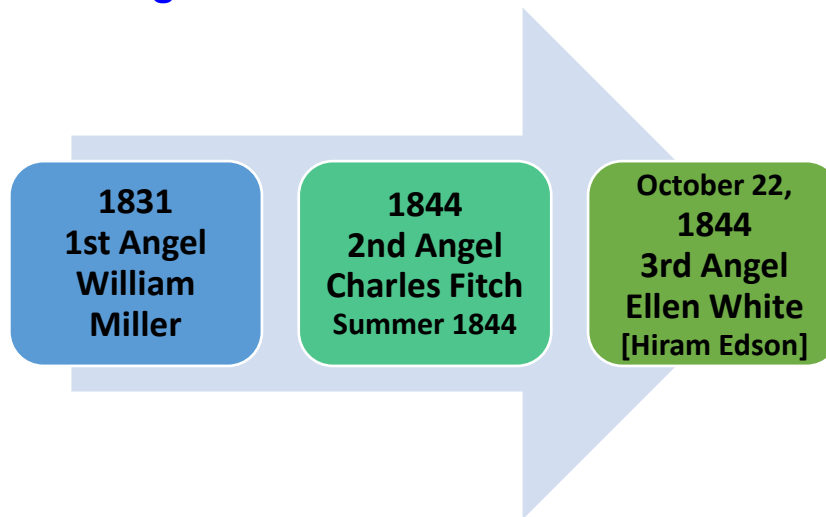 1831
1st Angel
William
Miller
1844
2nd Angel
Charles Fitch
Summer 1844
October 22,
1844
3rd Angel
Ellen White
[Hiram Edson]